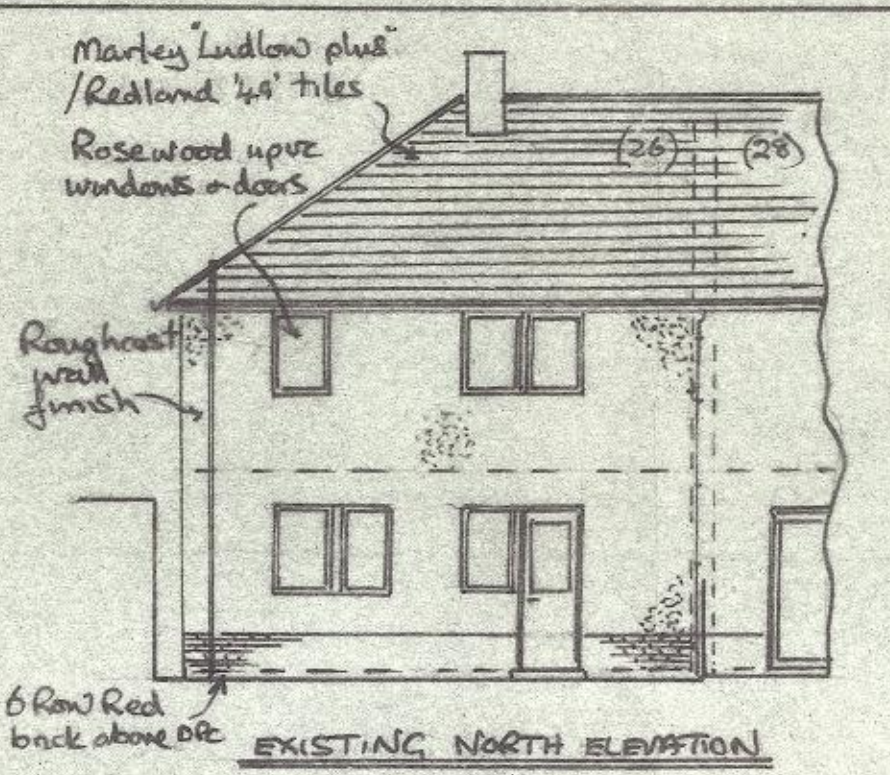 Marley "Ludlow plus"
/Redland '49' tiles
Rosewood upvc
windows & doors
(26)
(28)
Roughcast
wall
finish
6 Row Red
brick above DPC
EXISTING NORTH ELEVATION